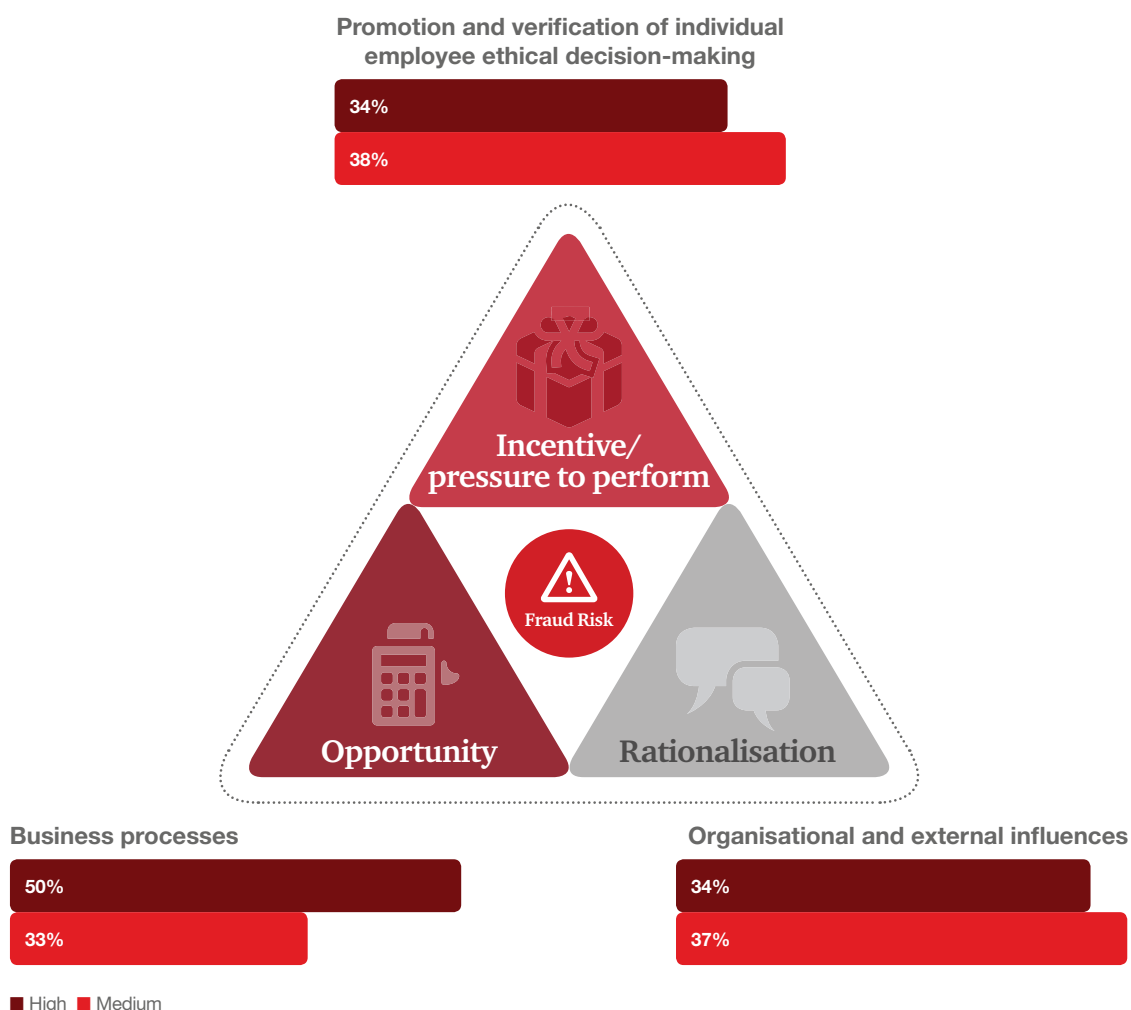 Promotion and verification of individual
employee ethical decision-making
34%
38%
Incentive/
pressure to perform
Fraud Risk
Opportunity
Rationalisation
Business processes
50%
33%
Organisational and external influences
34%
37%
High Medium